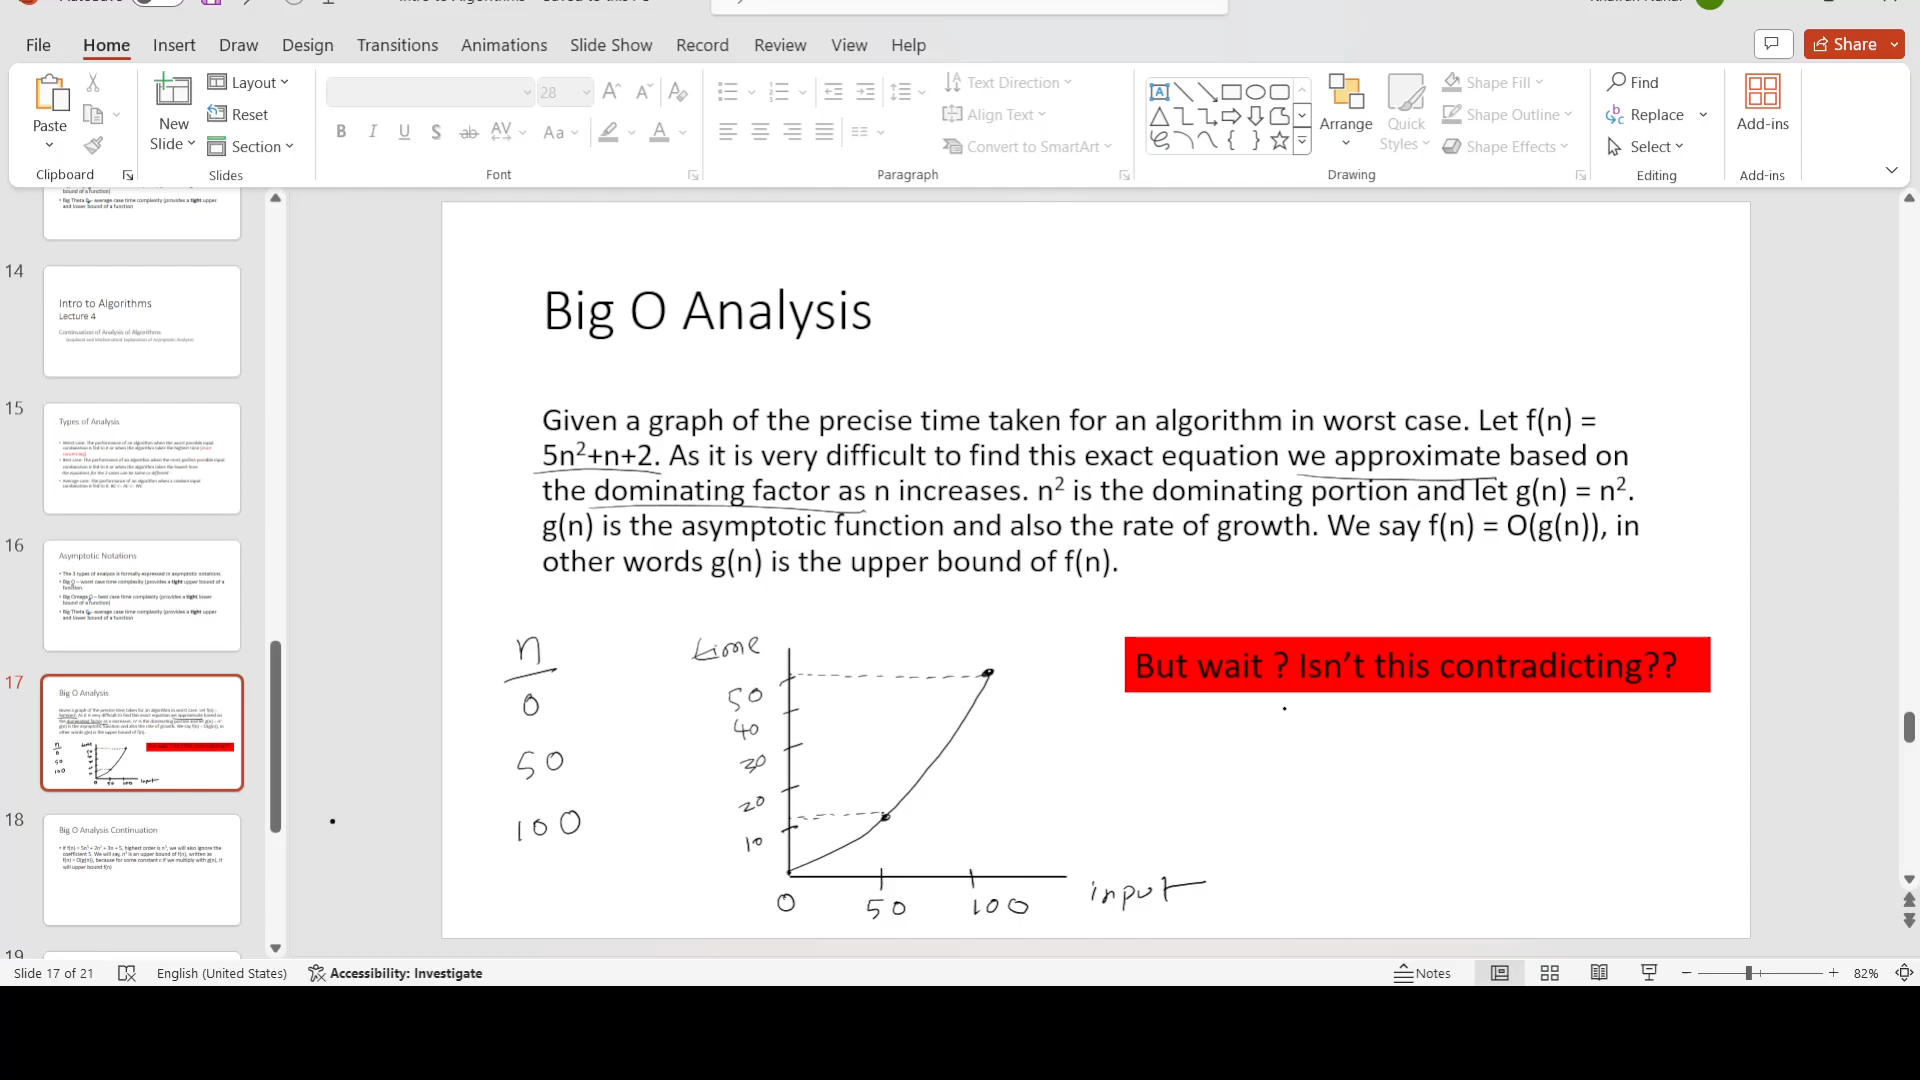 File Home Insert Draw Design Transitions Animations Slide Show Record Review View Help
Share
Paste
New
Slide
Layout
Reset
Section
28
Text Direction
Align Text
Convert to SmartArt
Arrange
Quick
Styles
Shape Fill
Shape Outline
Shape Effects
Find
Replace
Select
Add-ins
Clipboard Slides Font Paragraph Drawing Editing Add-ins
14
Intro to Algorithms
Lecture 4
Continuation of Analysis of Algorithms
15
Types of Analysis
16
Asymptotic Notations
17
Big O Analysis
18
Big O Analysis Continuation
19
Big O Analysis
Given a graph of the precise time taken for an algorithm in worst case. Let f(n) =
5n²+n+2. As it is very difficult to find this exact equation we approximate based on
the dominating factor as n increases. n² is the dominating portion and let g(n) = n².
g(n) is the asymptotic function and also the rate of growth. We say f(n) = O(g(n)), in
other words g(n) is the upper bound of f(n).
n
0
50
100
time
50
40
30
20
10
0 50 100 input
But wait ? Isn't this contradicting??
Slide 17 of 21 English (United States) Accessibility: Investigate Notes 82%